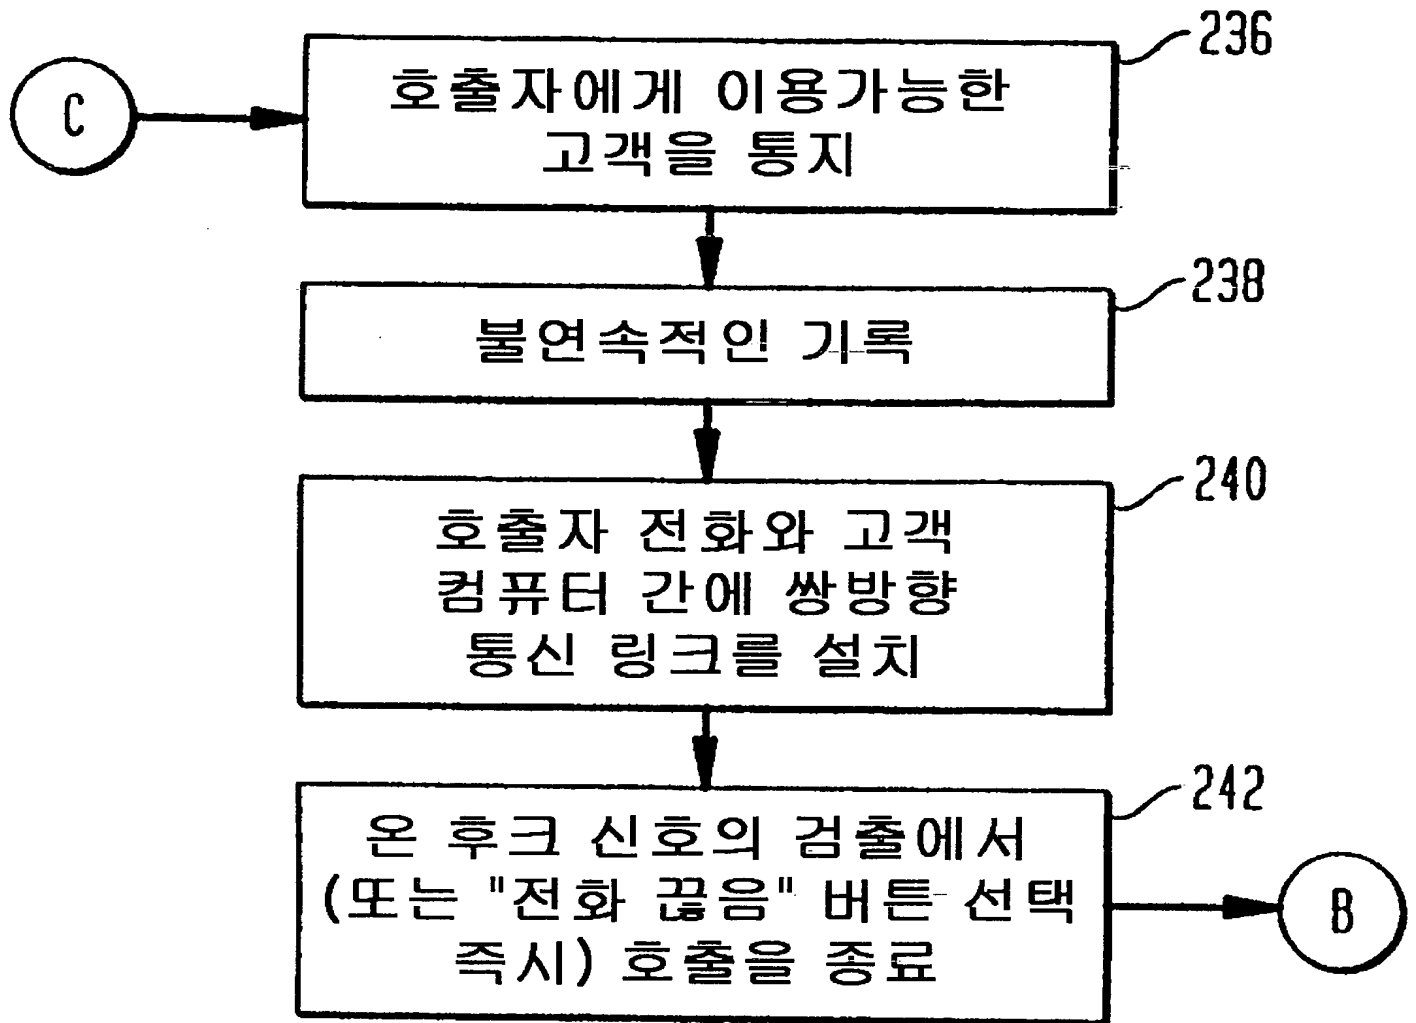 236
C
호출자에게 이용가능한
고객을 통지
238
불연속적인 기록
240
호출자 전화와 고객
컴퓨터 간에 쌍방향
통신 링크를 설치
242
온 후크 신호의 검출에서
(또는 "전화 끊음" 버튼 선택
즉시) 호출을 종료
B